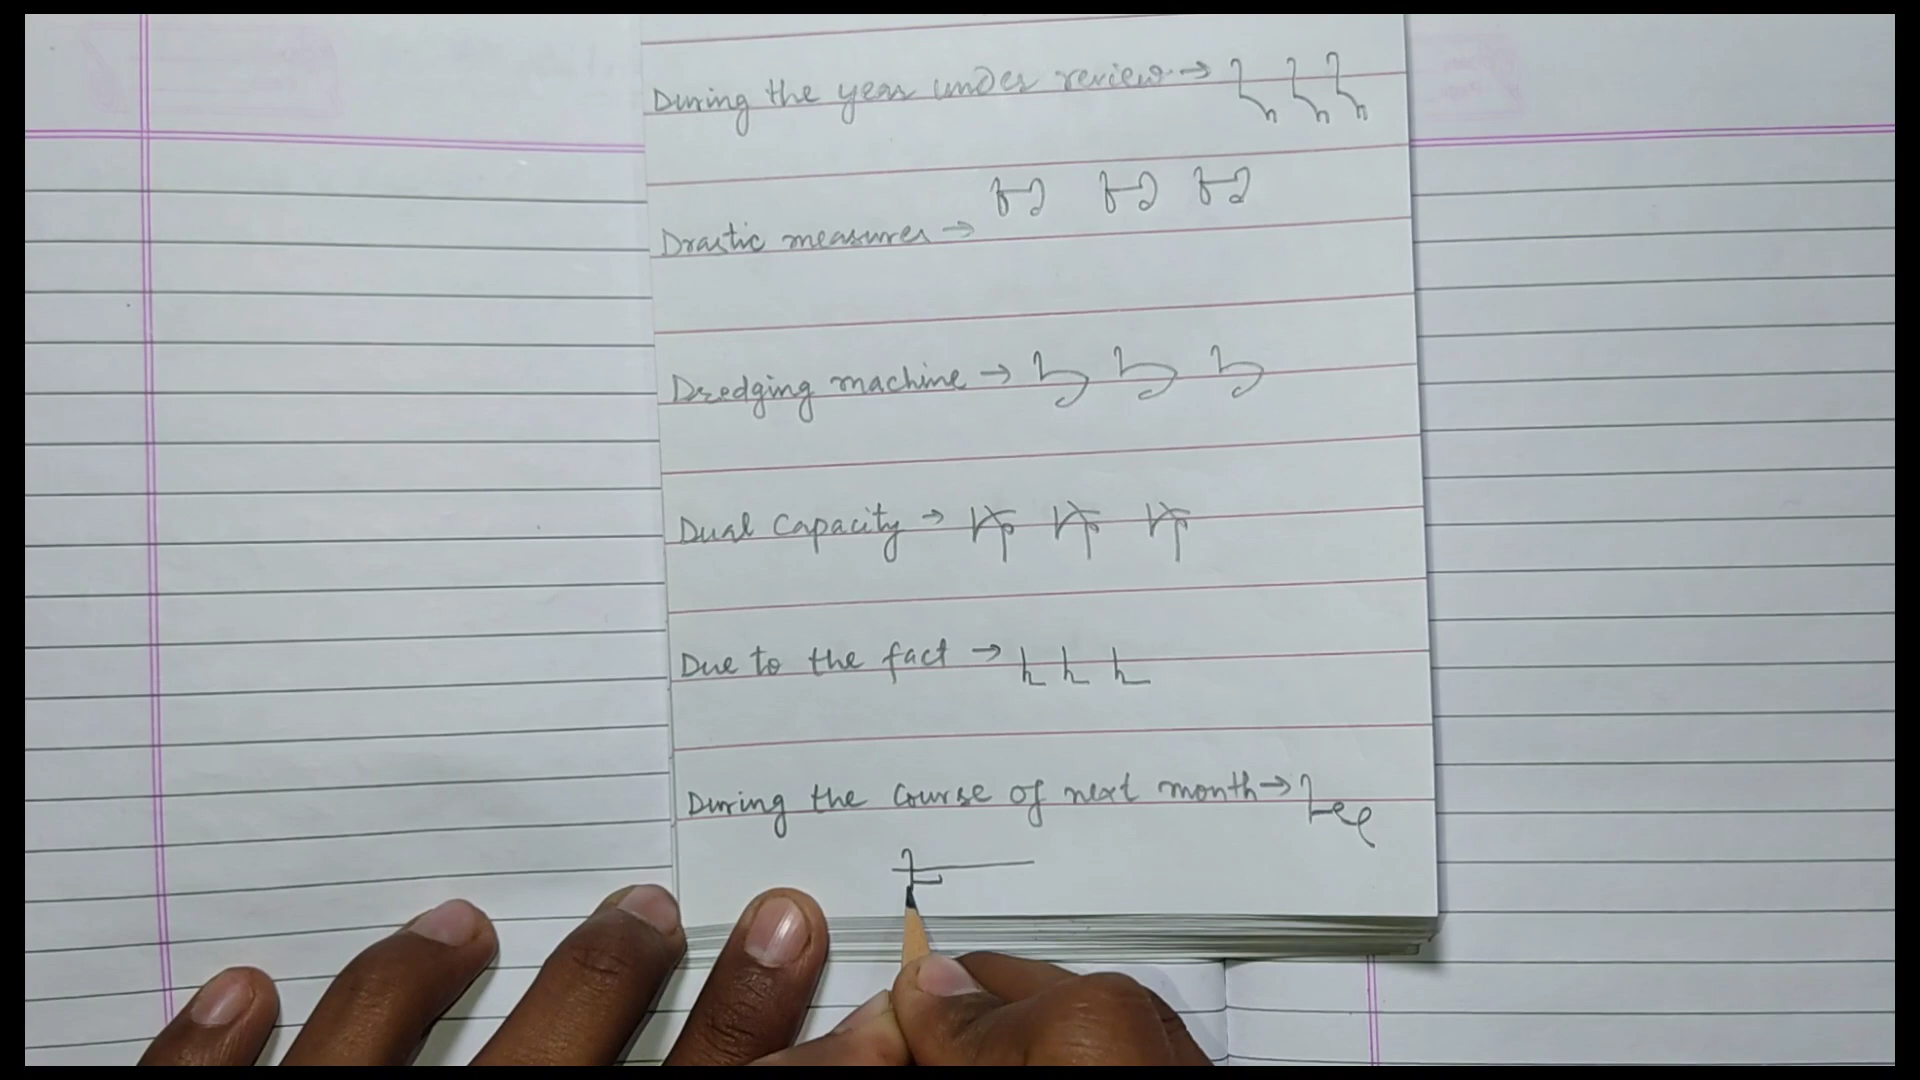 During the year under review →
Drastic measures →
Dredging machine →
Dual Capacity →
Due to the fact →
During the course of next month →